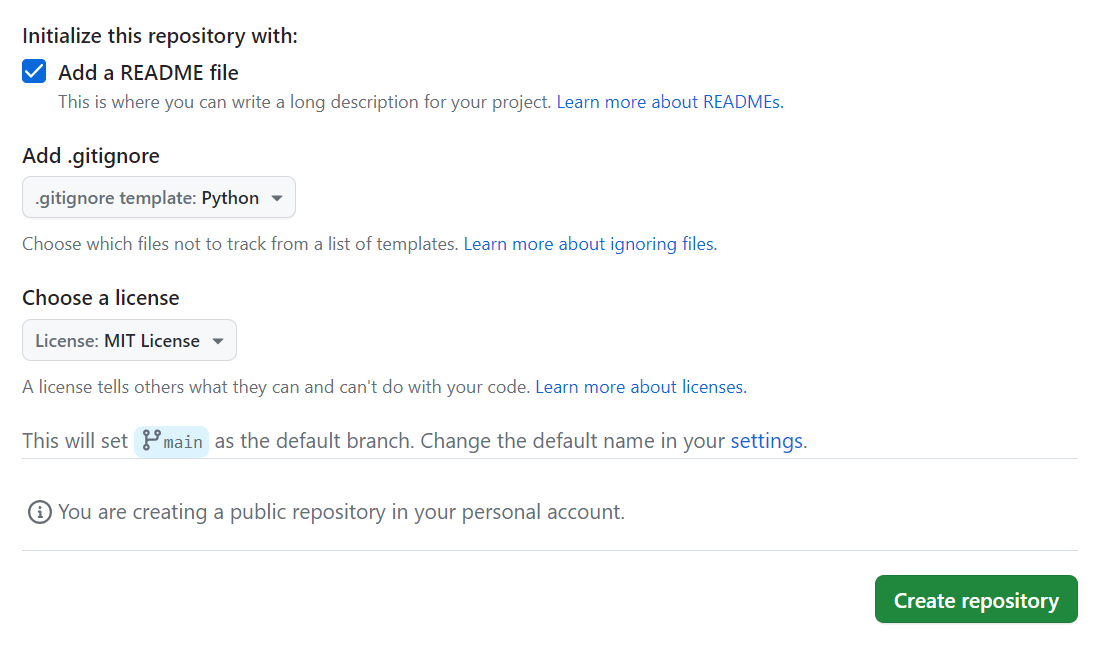 Initialize this repository with:
Add a README file
This is where you can write a long description for your project. Learn more about READMEs.
Add .gitignore
.gitignore template: Python
Choose which files not to track from a list of templates. Learn more about ignoring files.
Choose a license
License: MIT License
A license tells others what they can and can't do with your code. Learn more about licenses.
This will set main as the default branch. Change the default name in your settings.
You are creating a public repository in your personal account.
Create repository